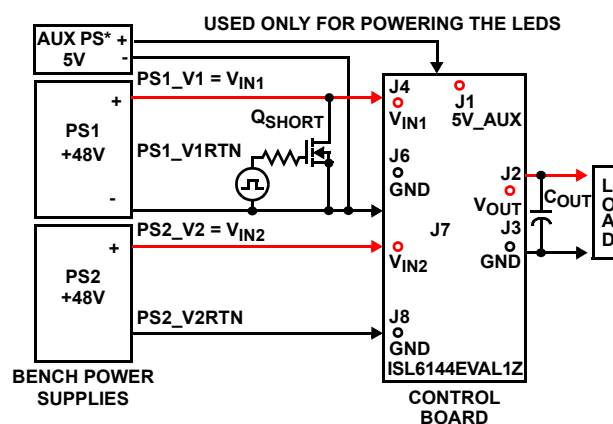 USED ONLY FOR POWERING THE LEDS
AUX PS* +
5V -
PS1_V1 = VIN1
+
PS1
+48V
-
QSHORT
PS1_V1RTN
PS2_V2 = VIN2
+
PS2
+48V
PS2_V2RTN
J4
VIN1
J1
5V_AUX
J6
GND
J2
VOUT
J7
J3
GND
VIN2
J8
GND
ISL6144EVAL1Z
COUT
LOAD
BENCH POWER
SUPPLIES
CONTROL
BOARD